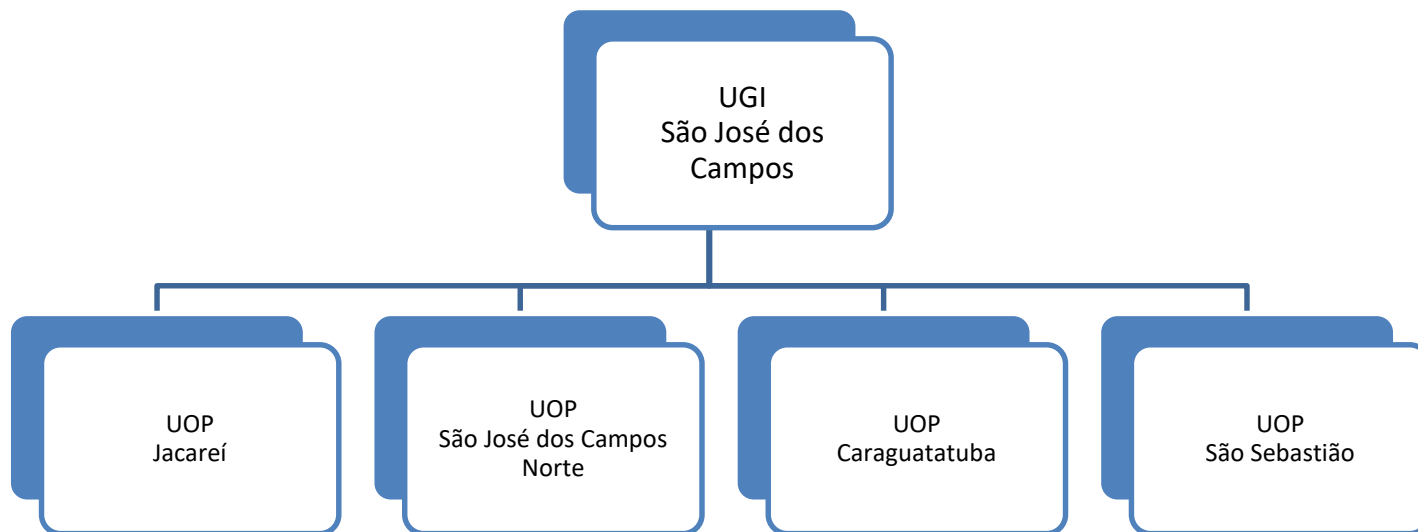 UGI
São José dos
Campos
UOP
Jacareí
UOP
São José dos Campos
Norte
UOP
Caraguatatuba
UOP
São Sebastião